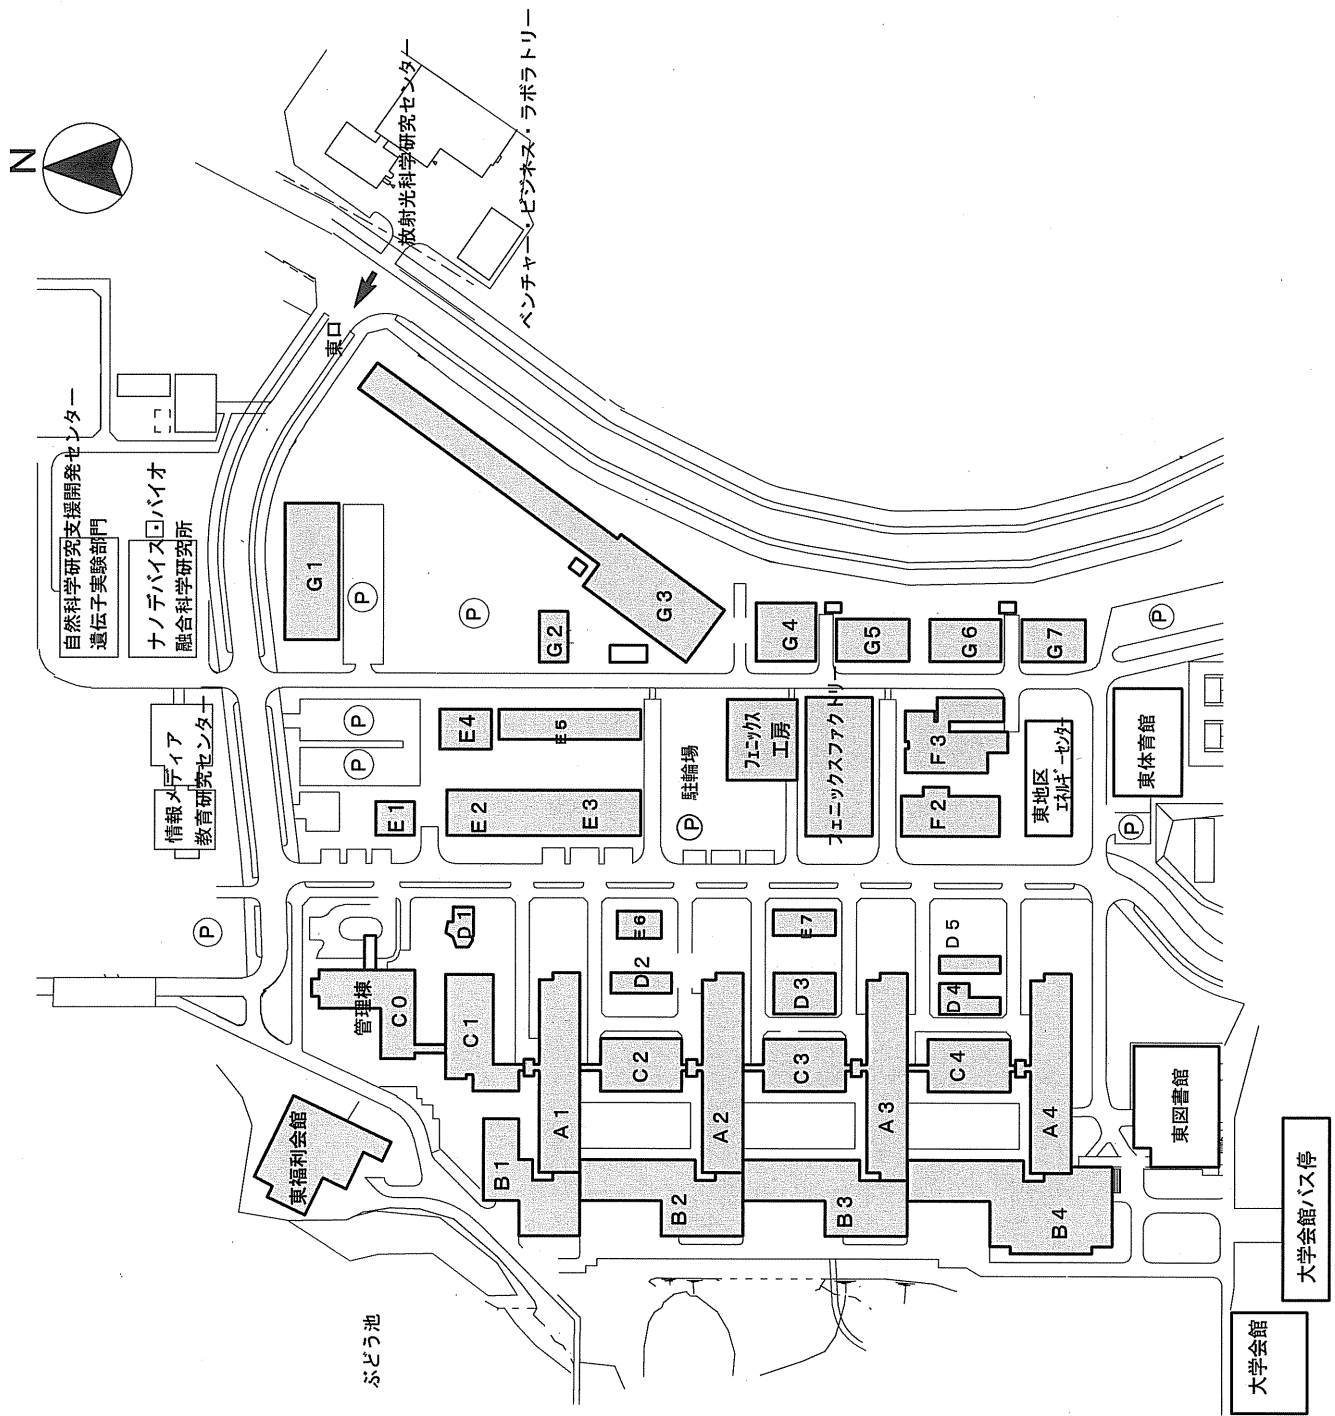 N
自然科学研究支援開発センター
遺伝子実験部門
ナノデバイス・バイオ
融合科学研究所
情報メディア
教育研究センター
P
東口
放射光科学研究センター
ベンチャー・ビジネス・ラボラトリー
ぶどう池
東福利会館
管理棟
C0
C1
D1
E1
P
P
P
G1
P
E4
E5
E2
E3
G2
G3
B1
A1
C2
D2
E6
駐輪場
P
B2
A2
C3
D3
E7
フェニックス
工房
フェニックスファクトリー
G4
G5
B3
A3
C4
D4
D5
F2
F3
G6
G7
B4
A4
東地区
エネルギーセンター
東図書館
P
東体育館
P
大学会館
大学会館バス停